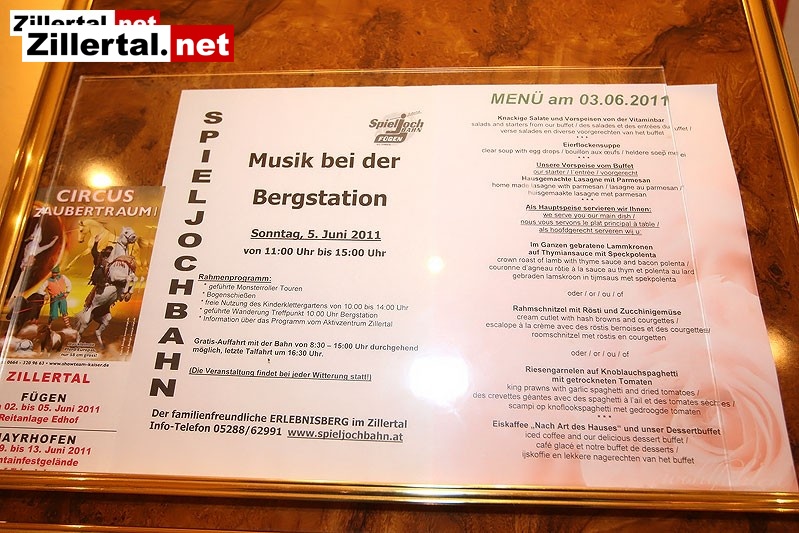 Zillertal.net
Zillertal.net
SPIELJOCHBAHN
Spieljoch
BAHN
FÜGEN
Musik bei der
Bergstation
Sonntag, 5. Juni 2011
von 11:00 Uhr bis 15:00 Uhr
Rahmenprogramm:
* geführte Monsterroller Touren
* Bogenschießen
* freie Nutzung des Kinderklettergartens von 10.00 bis 14:00 Uhr
* geführte Wanderung Treffpunkt 10:00 Uhr Bergstation
* Information über das Programm vom Aktivzentrum Zillertal
Gratis-Auffahrt mit der Bahn von 8:30 – 15:00 Uhr durchgehend
möglich, letzte Talfahrt um 16:30 Uhr.
(Die Veranstaltung findet bei jeder Witterung statt!)
Der familienfreundliche ERLEBNISBERG im Zillertal
Info-Telefon 05288/62991 www.spieljochbahn.at
CIRCUS
ZAUBERTRAUM!
0664 - 320 96 63 • www.showteam-kaiser.de
ZILLERTAL
FÜGEN
02. bis 05. Juni 2011
Reitanlage Edhof
MAYRHOFEN
9. bis 13. Juni 2011
ntainfestgelände
MENÜ am 03.06.2011
Knackige Salate und Vorspeisen von der Vitaminbar
salads and starters from our buffet / des salades et des entrées du buffet /
verse salades en diverse voorgerechten van het buffet
* * *
Eierflockensuppe
clear soup with egg drops / bouillon aux œufs / heldere soep met ei
* * *
Unsere Vorspeise vom Buffet
our starter / l'entrée / voorgerecht
Hausgemachte Lasagne mit Parmesan
home made lasagne with parmesan / lasagne au parmesan /
huisgemaakte lasagne met parmesan
* * *
Als Hauptspeise servieren wir Ihnen:
we serve you our main dish /
nous vous servons le plat principal à table /
als hoofdgerecht serveren wij u:
Im Ganzen gebratene Lammkronen
auf Thymiansauce mit Speckpolenta
crown roast of lamb with thyme sauce and bacon polenta /
couronne d'agneau rôtie à la sauce au thym et polenta au lard
gebraden lamskroon in tijmsaus met spekpolenta
oder / or / ou / of
Rahmschnitzel mit Rösti und Zucchinigemüse
cream cutlet with hash browns and courgettes /
escalope à la crème avec des röstis bernoises et des courgettes/
roomschnitzel met röstis en courgetten
oder / or / ou / of
Riesengarnelen auf Knoblauchspaghetti
mit getrockneten Tomaten
king prawns with garlic spaghetti and dried tomatoes /
des crevettes géantes avec des spaghetti à l'ail et des tomates séchées /
scampi op knoflookspaghetti met gedroogde tomaten
* * *
Eiskaffee „Nach Art des Hauses" und unser Dessertbuffet
iced coffee and our delicious dessert buffet /
café glacé et notre buffet de desserts /
ijskoffie en lekkere nagerechten van het buffet